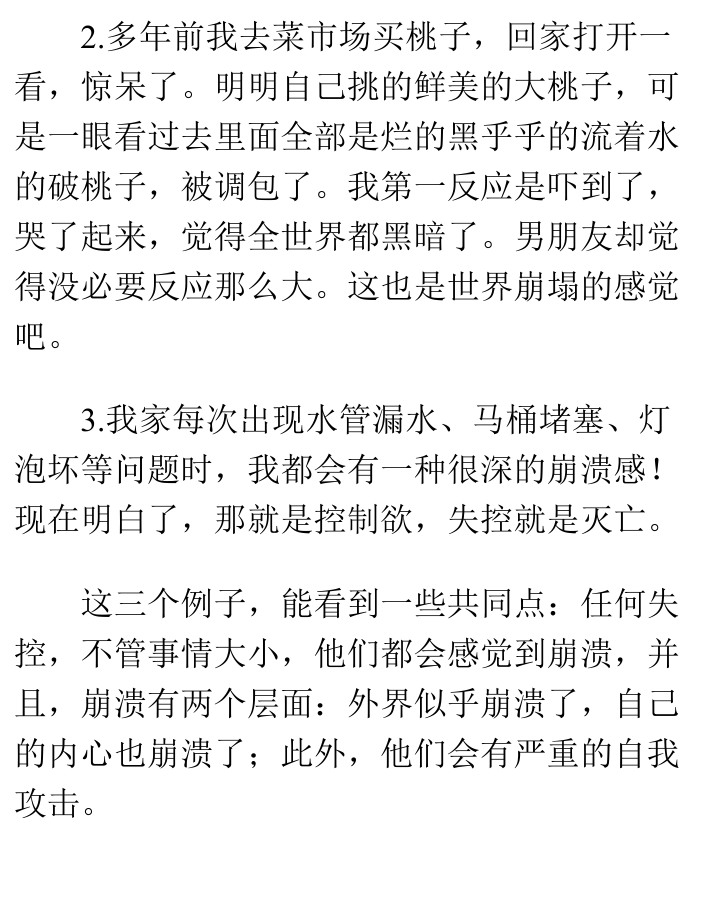 2.多年前我去菜市场买桃子，回家打开一
看，惊呆了。明明自己挑的鲜美的大桃子，可
是一眼看过去里面全部是烂的黑乎乎的流着水
的破桃子，被调包了。我第一反应是吓到了，
哭了起来，觉得全世界都黑暗了。男朋友却觉
得没必要反应那么大。这也是世界崩塌的感觉
吧。
3.我家每次出现水管漏水、马桶堵塞、灯
泡坏等问题时，我都会有一种很深的崩溃感！
现在明白了，那就是控制欲，失控就是灭亡。
这三个例子，能看到一些共同点：任何失
控，不管事情大小，他们都会感觉到崩溃，并
且，崩溃有两个层面：外界似乎崩溃了，自己
的内心也崩溃了；此外，他们会有严重的自我
攻击。